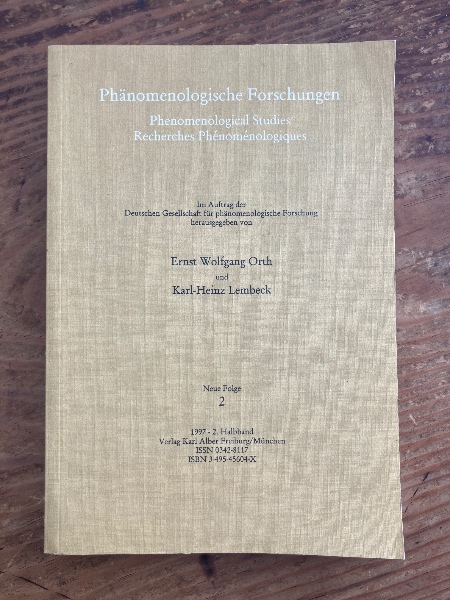 Phänomenologische Forschungen
Phenomenological Studies
Recherches Phénoménologiques
Im Auftrag der
Deutschen Gesellschaft für phänomenologische Forschung
herausgegeben von
Ernst Wolfgang Orth
und
Karl-Heinz Lembeck
Neue Folge
2
1997 - 2. Halbband
Verlag Karl Alber Freiburg/München
ISSN 0342-8117
ISBN 3-495-45604-X